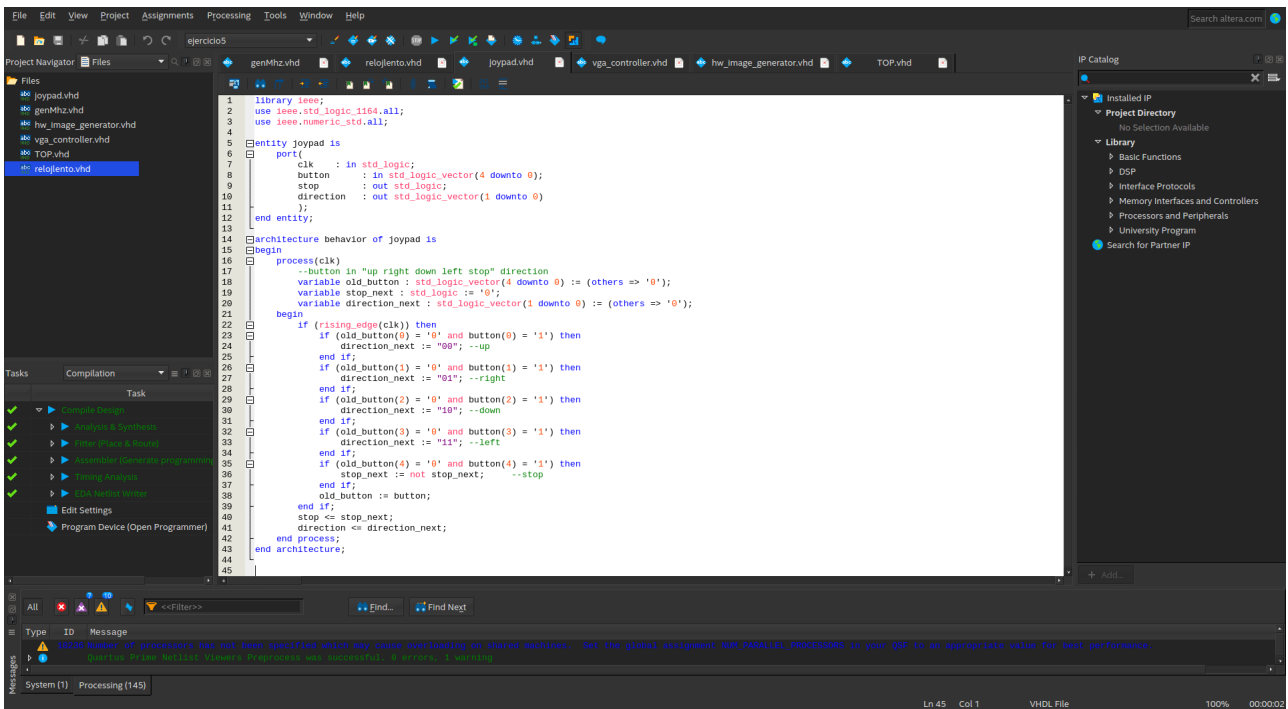 File Edit View Project Assignments Processing Tools Window Help
Search altera.com
ejercicio5
Project Navigator Files
genMhz.vhd relojlento.vhd joypad.vhd vga_controller.vhd hw_image_generator.vhd TOP.vhd
IP Catalog
Files
joypad.vhd
genMhz.vhd
hw_image_generator.vhd
vga_controller.vhd
TOP.vhd
relojlento.vhd
1 library ieee;
2 use ieee.std_logic_1164.all;
3 use ieee.numeric_std.all;
4
5 entity joypad is
6 port(
7 clk : in std_logic;
8 button : in std_logic_vector(4 downto 0);
9 stop : out std_logic;
10 direction : out std_logic_vector(1 downto 0)
11 );
12 end entity;
13
14 architecture behavior of joypad is
15 begin
16 process(clk)
17 --button in "up right down left stop" direction
18 variable old_button : std_logic_vector(4 downto 0) := (others => '0');
19 variable stop_next : std_logic := '0';
20 variable direction_next : std_logic_vector(1 downto 0) := (others => '0');
21 begin
22 if (rising_edge(clk)) then
23 if (old_button(0) = '0' and button(0) = '1') then
24 direction_next := "00"; --up
25 end if;
26 if (old_button(1) = '0' and button(1) = '1') then
27 direction_next := "01"; --right
28 end if;
29 if (old_button(2) = '0' and button(2) = '1') then
30 direction_next := "10"; --down
31 end if;
32 if (old_button(3) = '0' and button(3) = '1') then
33 direction_next := "11"; --left
34 end if;
35 if (old_button(4) = '0' and button(4) = '1') then
36 stop_next := not stop_next; --stop
37 end if;
38 old_button := button;
39 end if;
40 stop <= stop_next;
41 direction <= direction_next;
42 end process;
43 end architecture;
44
45
Installed IP
Project Directory
No Selection Available
Library
Basic Functions
DSP
Interface Protocols
Memory Interfaces and Controllers
Processors and Peripherals
University Program
Search for Partner IP
+ Add...
Tasks Compilation
Task
Compile Design
Analysis & Synthesis
Fitter (Place & Route)
Assembler (Generate programming
Timing Analysis
EDA Netlist Writer
Edit Settings
Program Device (Open Programmer)
All <<Filter>> Find... Find Next
Type ID Message
Quartus Prime Netlist Viewers Preprocess was successful. 0 errors, 1 warning
Messages
System (1) Processing (145)
Ln 45 Col 1 VHDL File 100% 00:00:02